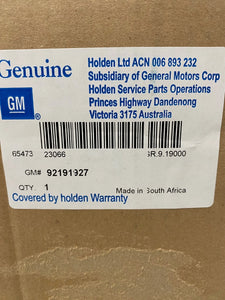 Genuine
GM
Holden Ltd ACN 006 893 232
Subsidiary of General Motors Corp
Holden Service Parts Operations
Princes Highway Dandenong
Victoria 3175 Australia
65473 23066 SR.9.19000
GM# 92191927
QTY. 1 Made in South Africa
Covered by holden Warranty